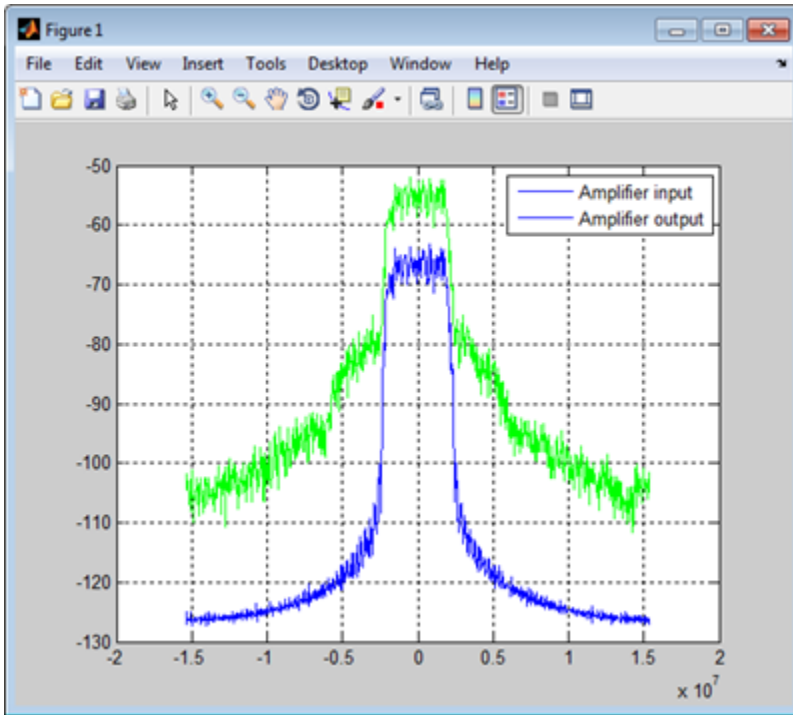 Figure 1
File Edit View Insert Tools Desktop Window Help
Amplifier input
Amplifier output
-50
-60
-70
-80
-90
-100
-110
-120
-130
-2 -1.5 -1 -0.5 0 0.5 1 1.5 2
x 10^7